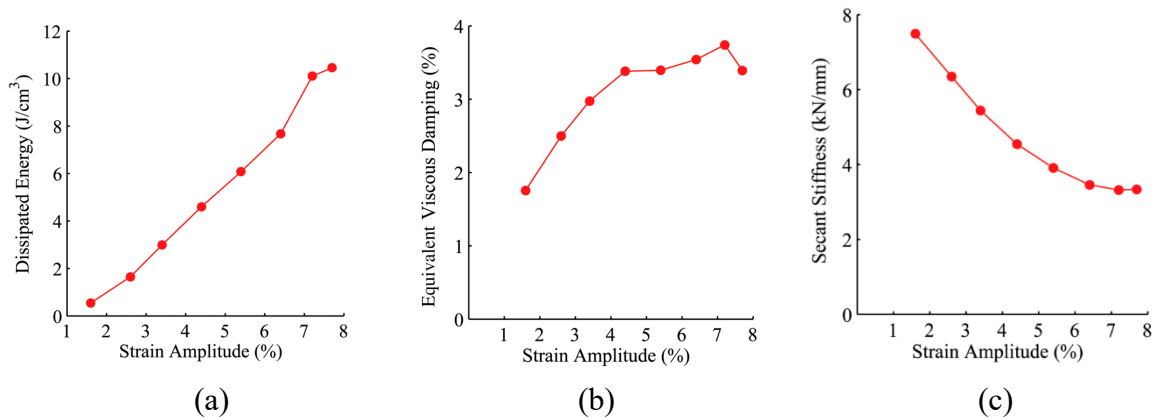 12
10
8
6
4
2
0
Dissipated Energy (J/cm³)
1 2 3 4 5 6 7 8
Strain Amplitude (%)
(a)
4
3
2
1
0
Equivalent Viscous Damping (%)
1 2 3 4 5 6 7 8
Strain Amplitude (%)
(b)
8
6
4
2
0
Secant Stiffness (kN/mm)
1 2 3 4 5 6 7 8
Strain Amplitude (%)
(c)